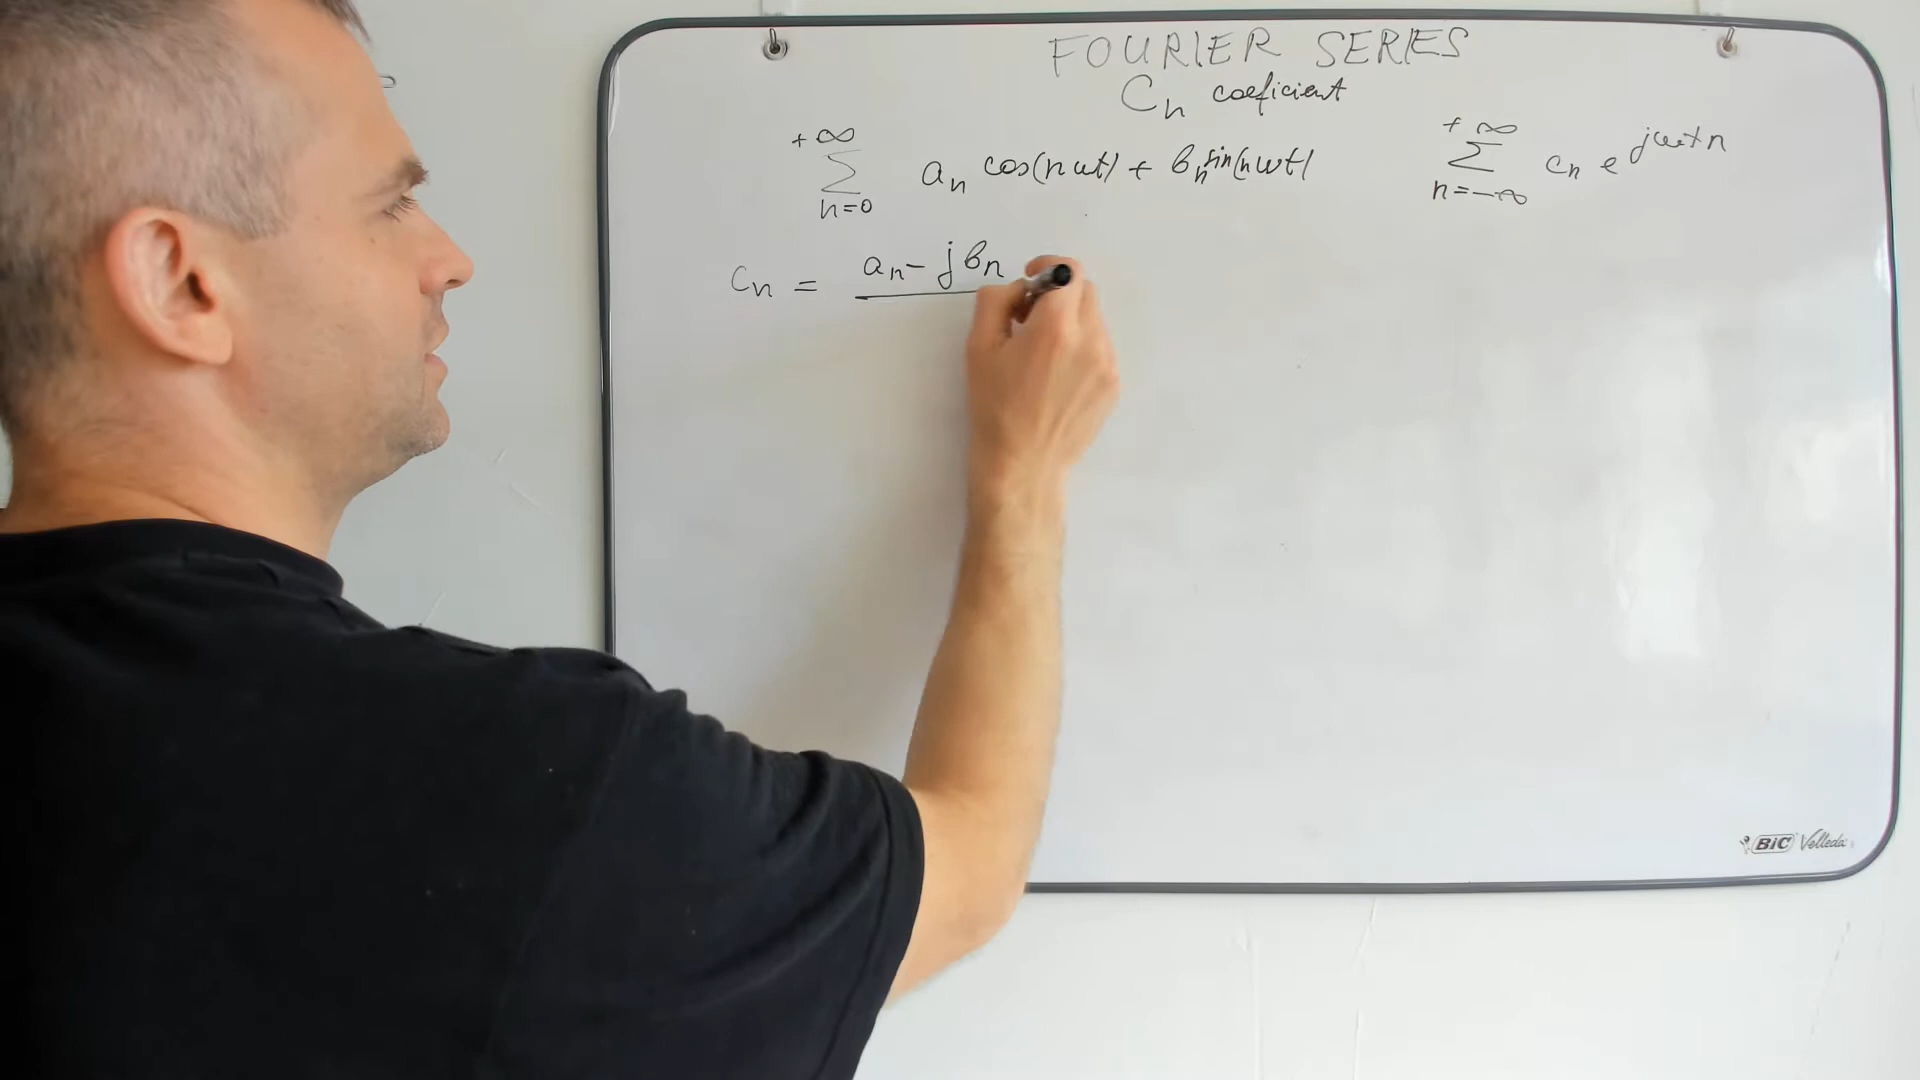 FOURIER SERIES
Cn coeficient
+∞ Σ n=0 an cos(nωt) + bn sin(nωt) +∞ Σ n=-∞ cn e^jωtn
cn = an - jbn
BiC Velleda